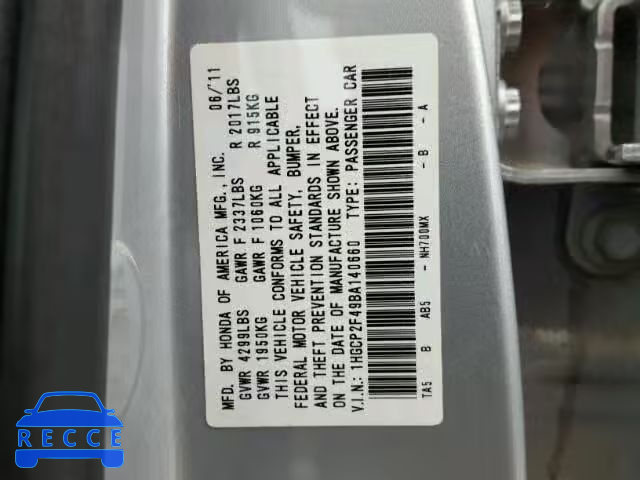 MFD. BY HONDA OF AMERICA MFG., INC. 06/'11
GVWR 4299LBS GAWR F 2337LBS R 2017LBS
GVWR 1950KG GAWR F 1060KG R 915KG
THIS VEHICLE CONFORMS TO ALL APPLICABLE
FEDERAL MOTOR VEHICLE SAFETY, BUMPER,
AND THEFT PREVENTION STANDARDS IN EFFECT
ON THE DATE OF MANUFACTURE SHOWN ABOVE.
V.I.N.: 1HGCP2F49BA140660 TYPE: PASSENGER CAR
TA5 B AB5 - NH700MX - B - A
RECCE